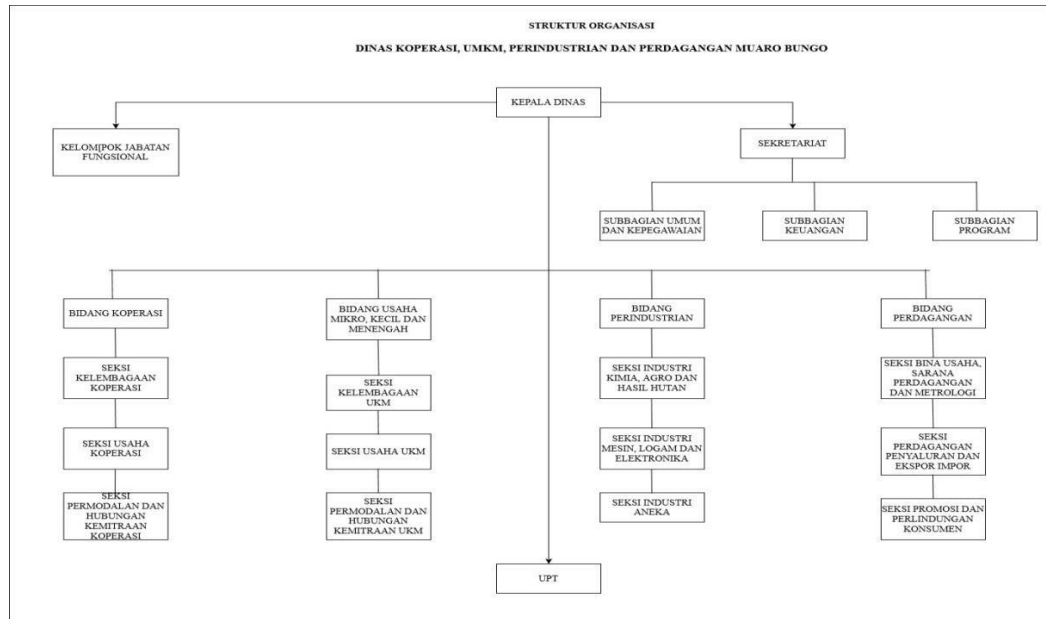 STRUKTUR ORGANISASI
DINAS KOPERASI, UMKM, PERINDUSTRIAN DAN PERDAGANGAN MUARO BUNGO
KEPALA DINAS
KELOM[POK JABATAN
FUNGSIONAL
SEKRETARIAT
SUBBAGIAN UMUM
DAN KEPEGAWAIAN
SUBBAGIAN
KEUANGAN
SUBBAGIAN
PROGRAM
BIDANG KOPERASI
SEKSI
KELEMBAGAAN
KOPERASI
SEKSI USAHA
KOPERASI
SEKSI
PERMODALAN DAN
HUBUNGAN
KEMITRAAN
KOPERASI
BIDANG USAHA
MIKRO, KECIL DAN
MENENGAH
SEKSI
KELEMBAGAAN
UKM
SEKSI USAHA UKM
SEKSI
PERMODALAN DAN
HUBUNGAN
KEMITRAAN UKM
BIDANG
PERINDUSTRIAN
SEKSI INDUSTRI
KIMIA, AGRO DAN
HASIL HUTAN
SEKSI INDUSTRI
MESIN, LOGAM DAN
ELEKTRONIKA
SEKSI INDUSTRI
ANEKA
BIDANG
PERDAGANGAN
SEKSI BINA USAHA,
SARANA
PERDAGANGAN
DAN METROLOGI
SEKSI
PERDAGANGAN
PENYALURAN DAN
EKSPOR IMPOR
SEKSI PROMOSI DAN
PERLINDUNGAN
KONSUMEN
UPT